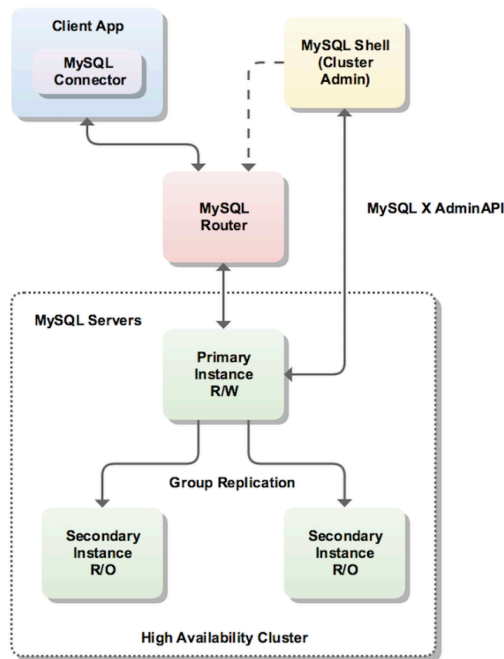 Client App
MySQL
Connector
MySQL Shell
(Cluster
Admin)
MySQL
Router
MySQL X AdminAPI
MySQL Servers
Primary
Instance
R/W
Group Replication
Secondary
Instance
R/O
Secondary
Instance
R/O
High Availability Cluster